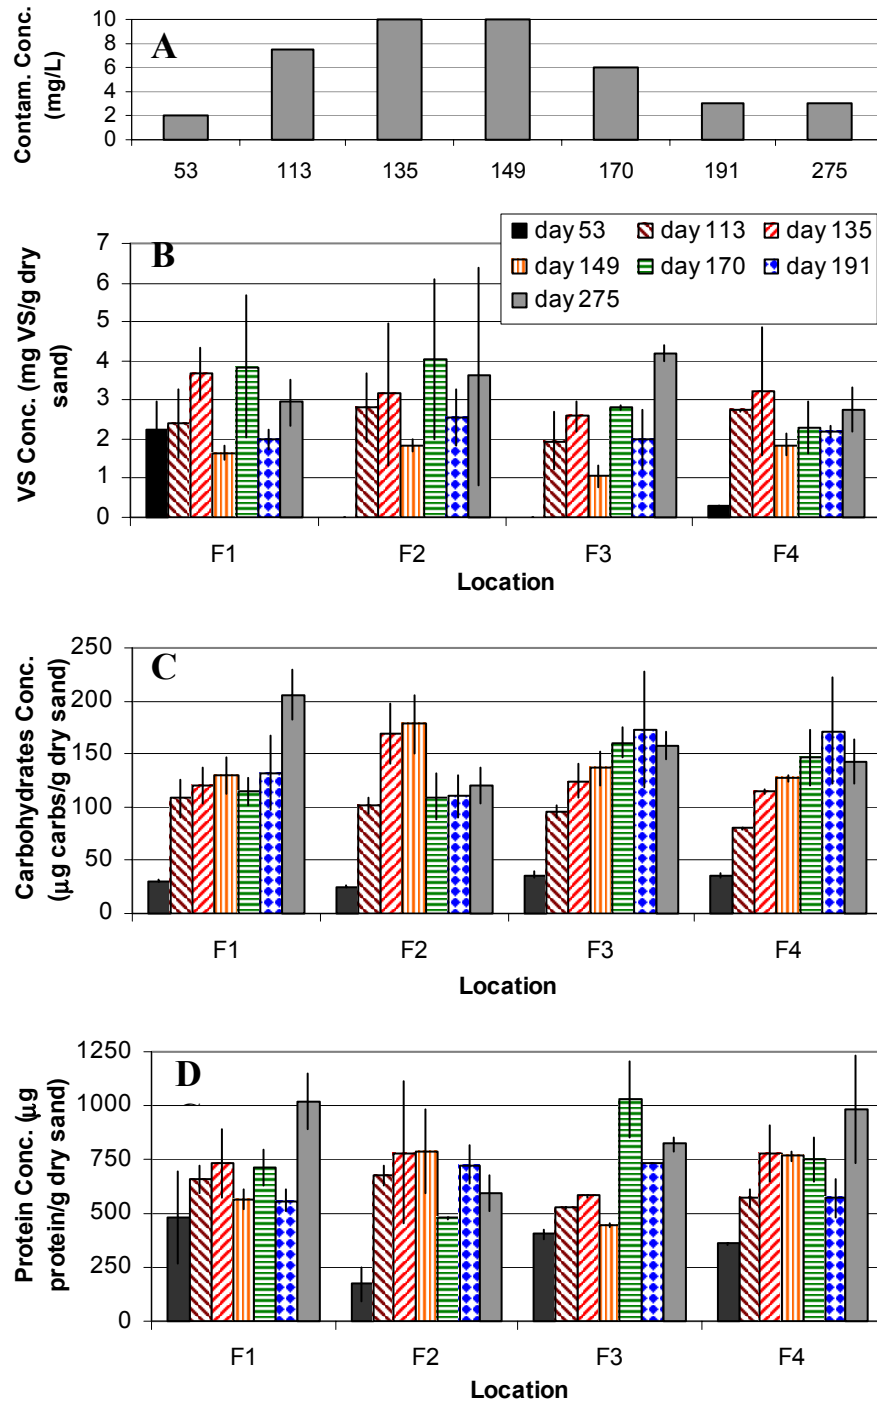 A
Contam. Conc.
(mg/L)
10
8
6
4
2
0
53 113 135 149 170 191 275
B
day 53 day 113 day 135
day 149 day 170 day 191
day 275
VS Conc. (mg VS/g dry
sand)
7
6
5
4
3
2
1
0
F1 F2 F3 F4
Location
C
Carbohydrates Conc.
(µg carbs/g dry sand)
250
200
150
100
50
0
F1 F2 F3 F4
Location
D
Protein Conc. (µg
protein/g dry sand)
1250
1000
750
500
250
0
F1 F2 F3 F4
Location